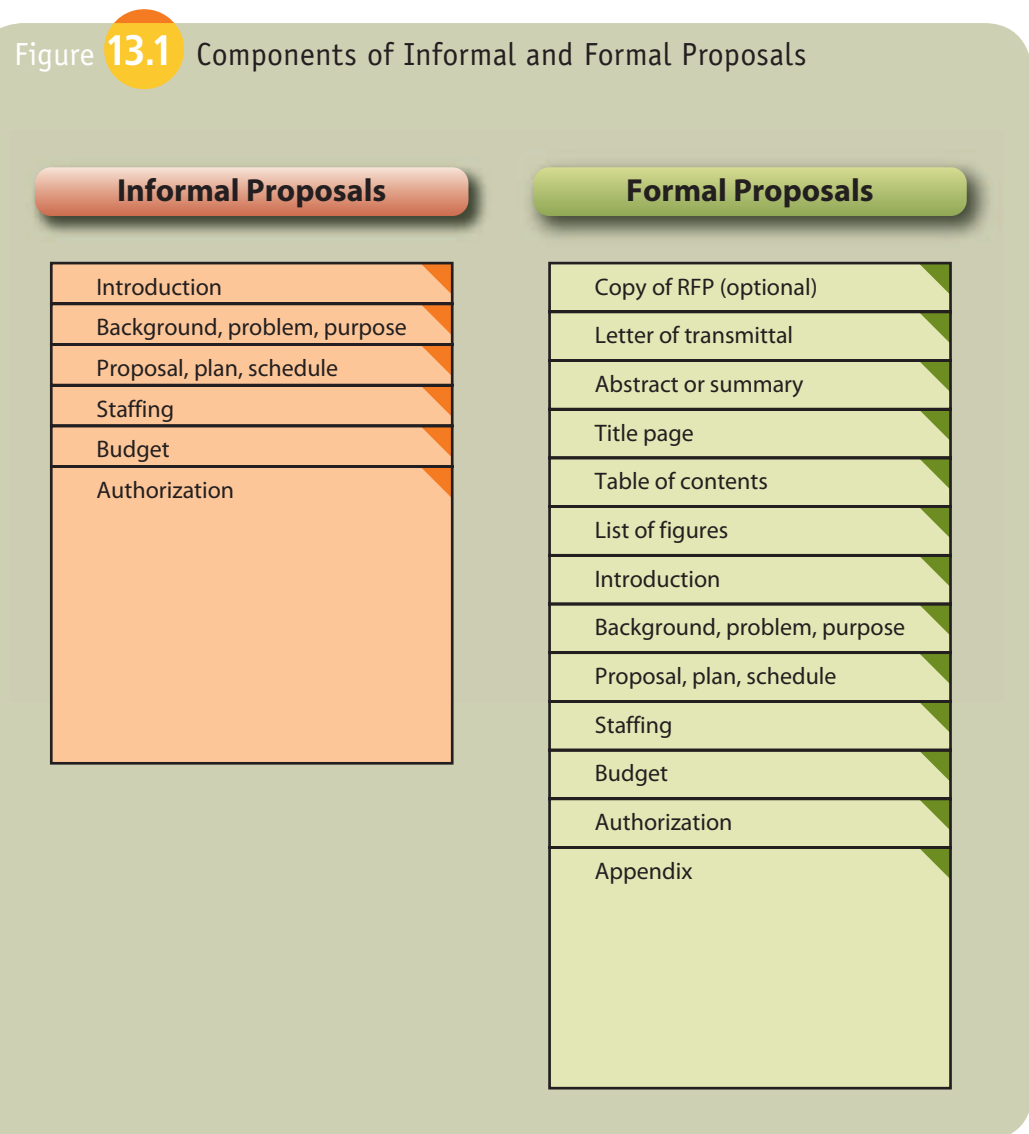 Figure 13.1 Components of Informal and Formal Proposals
Informal Proposals
Introduction
Background, problem, purpose
Proposal, plan, schedule
Staffing
Budget
Authorization
Formal Proposals
Copy of RFP (optional)
Letter of transmittal
Abstract or summary
Title page
Table of contents
List of figures
Introduction
Background, problem, purpose
Proposal, plan, schedule
Staffing
Budget
Authorization
Appendix